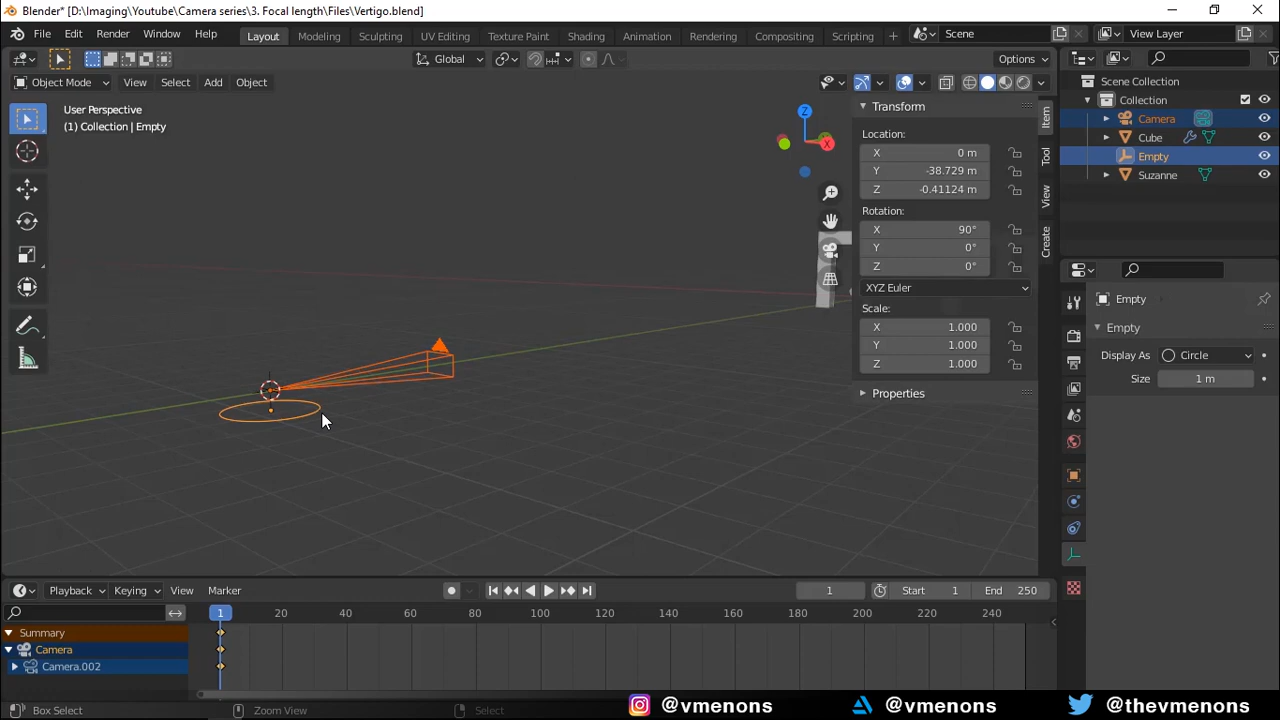 Blender* [D:\Imaging\Youtube\Camera series\3. Focal length\Files\Vertigo.blend]
File Edit Render Window Help Layout Modeling Sculpting UV Editing Texture Paint Shading Animation Rendering Compositing Scripting + Scene View Layer
Global Options
Object Mode View Select Add Object
User Perspective
(1) Collection | Empty
Z
X
Transform
Location:
X 0 m
Y -38.729 m
Z -0.41124 m
Rotation:
X 90°
Y 0°
Z 0°
XYZ Euler
Scale:
X 1.000
Y 1.000
Z 1.000
Properties
Item
Tool
View
Create
Scene Collection
Collection
Camera
Cube
Empty
Suzanne
Empty
Empty
Display As Circle
Size 1 m
Playback Keying View Marker 1 Start 1 End 250
1 20 40 60 80 100 120 140 160 180 200 220 240
Summary
Camera
Camera.002
Box Select Zoom View Select
@vmenons @vmenons @thevmenons